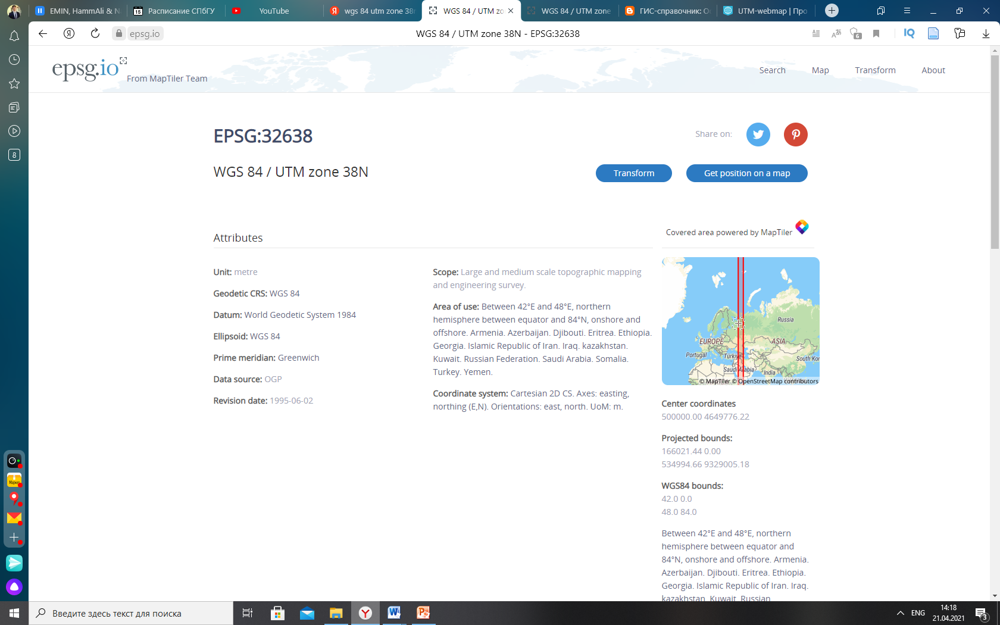 EMIN, HammAli & N
Расписание СПбГУ
YouTube
wgs 84 utm zone 38
WGS 84 / UTM zo
WGS 84 / UTM zone
ГИС-справочник: Ос
UTM-webmap | Про
epsg.io
WGS 84 / UTM zone 38N - EPSG:32638
6
IQ
8
epsg.io
From MapTiler Team
Search
Map
Transform
About
EPSG:32638
Share on:
WGS 84 / UTM zone 38N
Transform
Get position on a map
Attributes
Unit: metre
Geodetic CRS: WGS 84
Datum: World Geodetic System 1984
Ellipsoid: WGS 84
Prime meridian: Greenwich
Data source: OGP
Revision date: 1995-06-02
Scope: Large and medium scale topographic mapping
and engineering survey.
Area of use: Between 42°E and 48°E, northern
hemisphere between equator and 84°N, onshore and
offshore. Armenia. Azerbaijan. Djibouti. Eritrea. Ethiopia.
Georgia. Islamic Republic of Iran. Iraq. kazakhstan.
Kuwait. Russian Federation. Saudi Arabia. Somalia.
Turkey. Yemen.
Coordinate system: Cartesian 2D CS. Axes: easting,
northing (E,N). Orientations: east, north. UoM: m.
Covered area powered by MapTiler
Russia
EUROPE
ASIA
Portugal
Türkiye
South Kor
Saudi Arabia
India
© MapTiler © OpenStreetMap contributors
Center coordinates
500000.00 4649776.22
Projected bounds:
166021.44 0.00
534994.66 9329005.18
WGS84 bounds:
42.0 0.0
48.0 84.0
Between 42°E and 48°E, northern
hemisphere between equator and
84°N, onshore and offshore. Armenia.
Azerbaijan. Djibouti. Eritrea. Ethiopia.
Georgia. Islamic Republic of Iran. Iraq.
kazakhstan. Kuwait. Russian
Введите здесь текст для поиска
ENG
14:18
21.04.2021
3